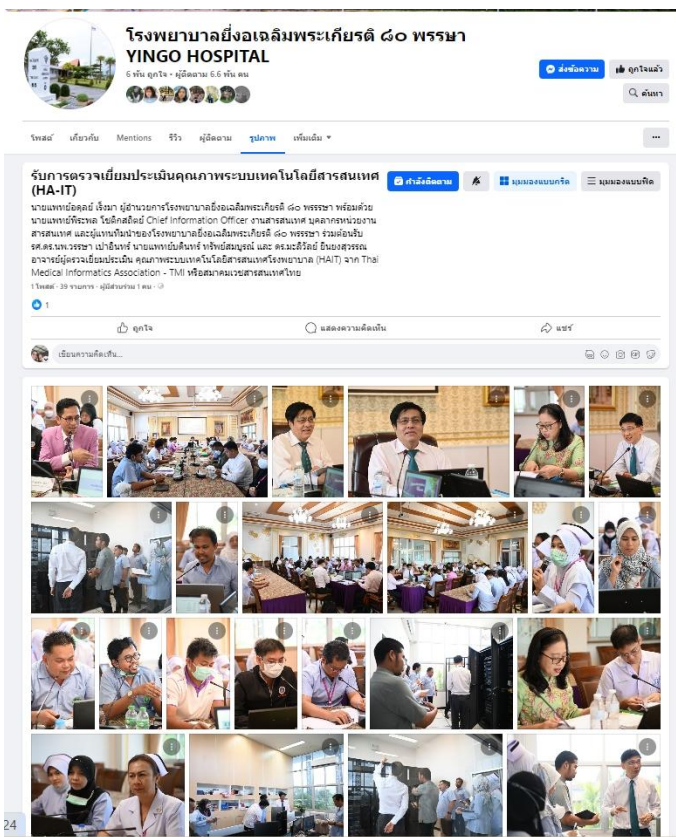 โรงพยาบาลยี่งอเฉลิมพระเกียรติ ๘๐ พรรษา
YINGO HOSPITAL
6 พัน ถูกใจ • ผู้ติดตาม 6.6 พัน คน
ส่งข้อความ
ถูกใจแล้ว
ค้นหา
โพสต์ เกี่ยวกับ Mentions รีวิว ผู้ติดตาม รูปภาพ เพิ่มเติม
รับการตรวจเยี่ยมประเมินคุณภาพระบบเทคโนโลยีสารสนเทศ
(HA-IT)
กำลังติดตาม
มุมมองแบบกริด
มุมมองแบบฟีด
นายแพทย์อดุลย์ เร็งมา ผู้อำนวยการโรงพยาบาลยี่งอเฉลิมพระเกียรติ ๘๐ พรรรษา พร้อมด้วย
นายแพทย์พีระพล โชติกสถิตย์ Chief Information Officer งานสารสนเทศ บุคลากรหน่วยงาน
สารสนเทศ และผู้แทนทีมนำของโรงพยาบาลยี่งอเฉลิมพระเกียรติ ๘๐ พรรรษา ร่วมต้อนรับ
รศ.ดร.นพ.วรรษา เปาอินทร์ นายแพทย์บดินทร์ ทรัพย์สมบูรณ์ และ ดร.มะลิวัลย์ ยืนยงสุวรรณ
อาจารย์ผู้ตรวจเยี่ยมประเมิน คุณภาพระบบเทคโนโลยีสารสนเทศโรงพยาบาล (HAIT) จาก Thai
Medical Informatics Association - TMI หรือสมาคมเวชสารสนเทศไทย
1 โพสต์ · 39 รายการ · ผู้มีส่วนร่วม 1 คน
1
ถูกใจ แสดงความคิดเห็น แชร์
เขียนความคิดเห็น...
24